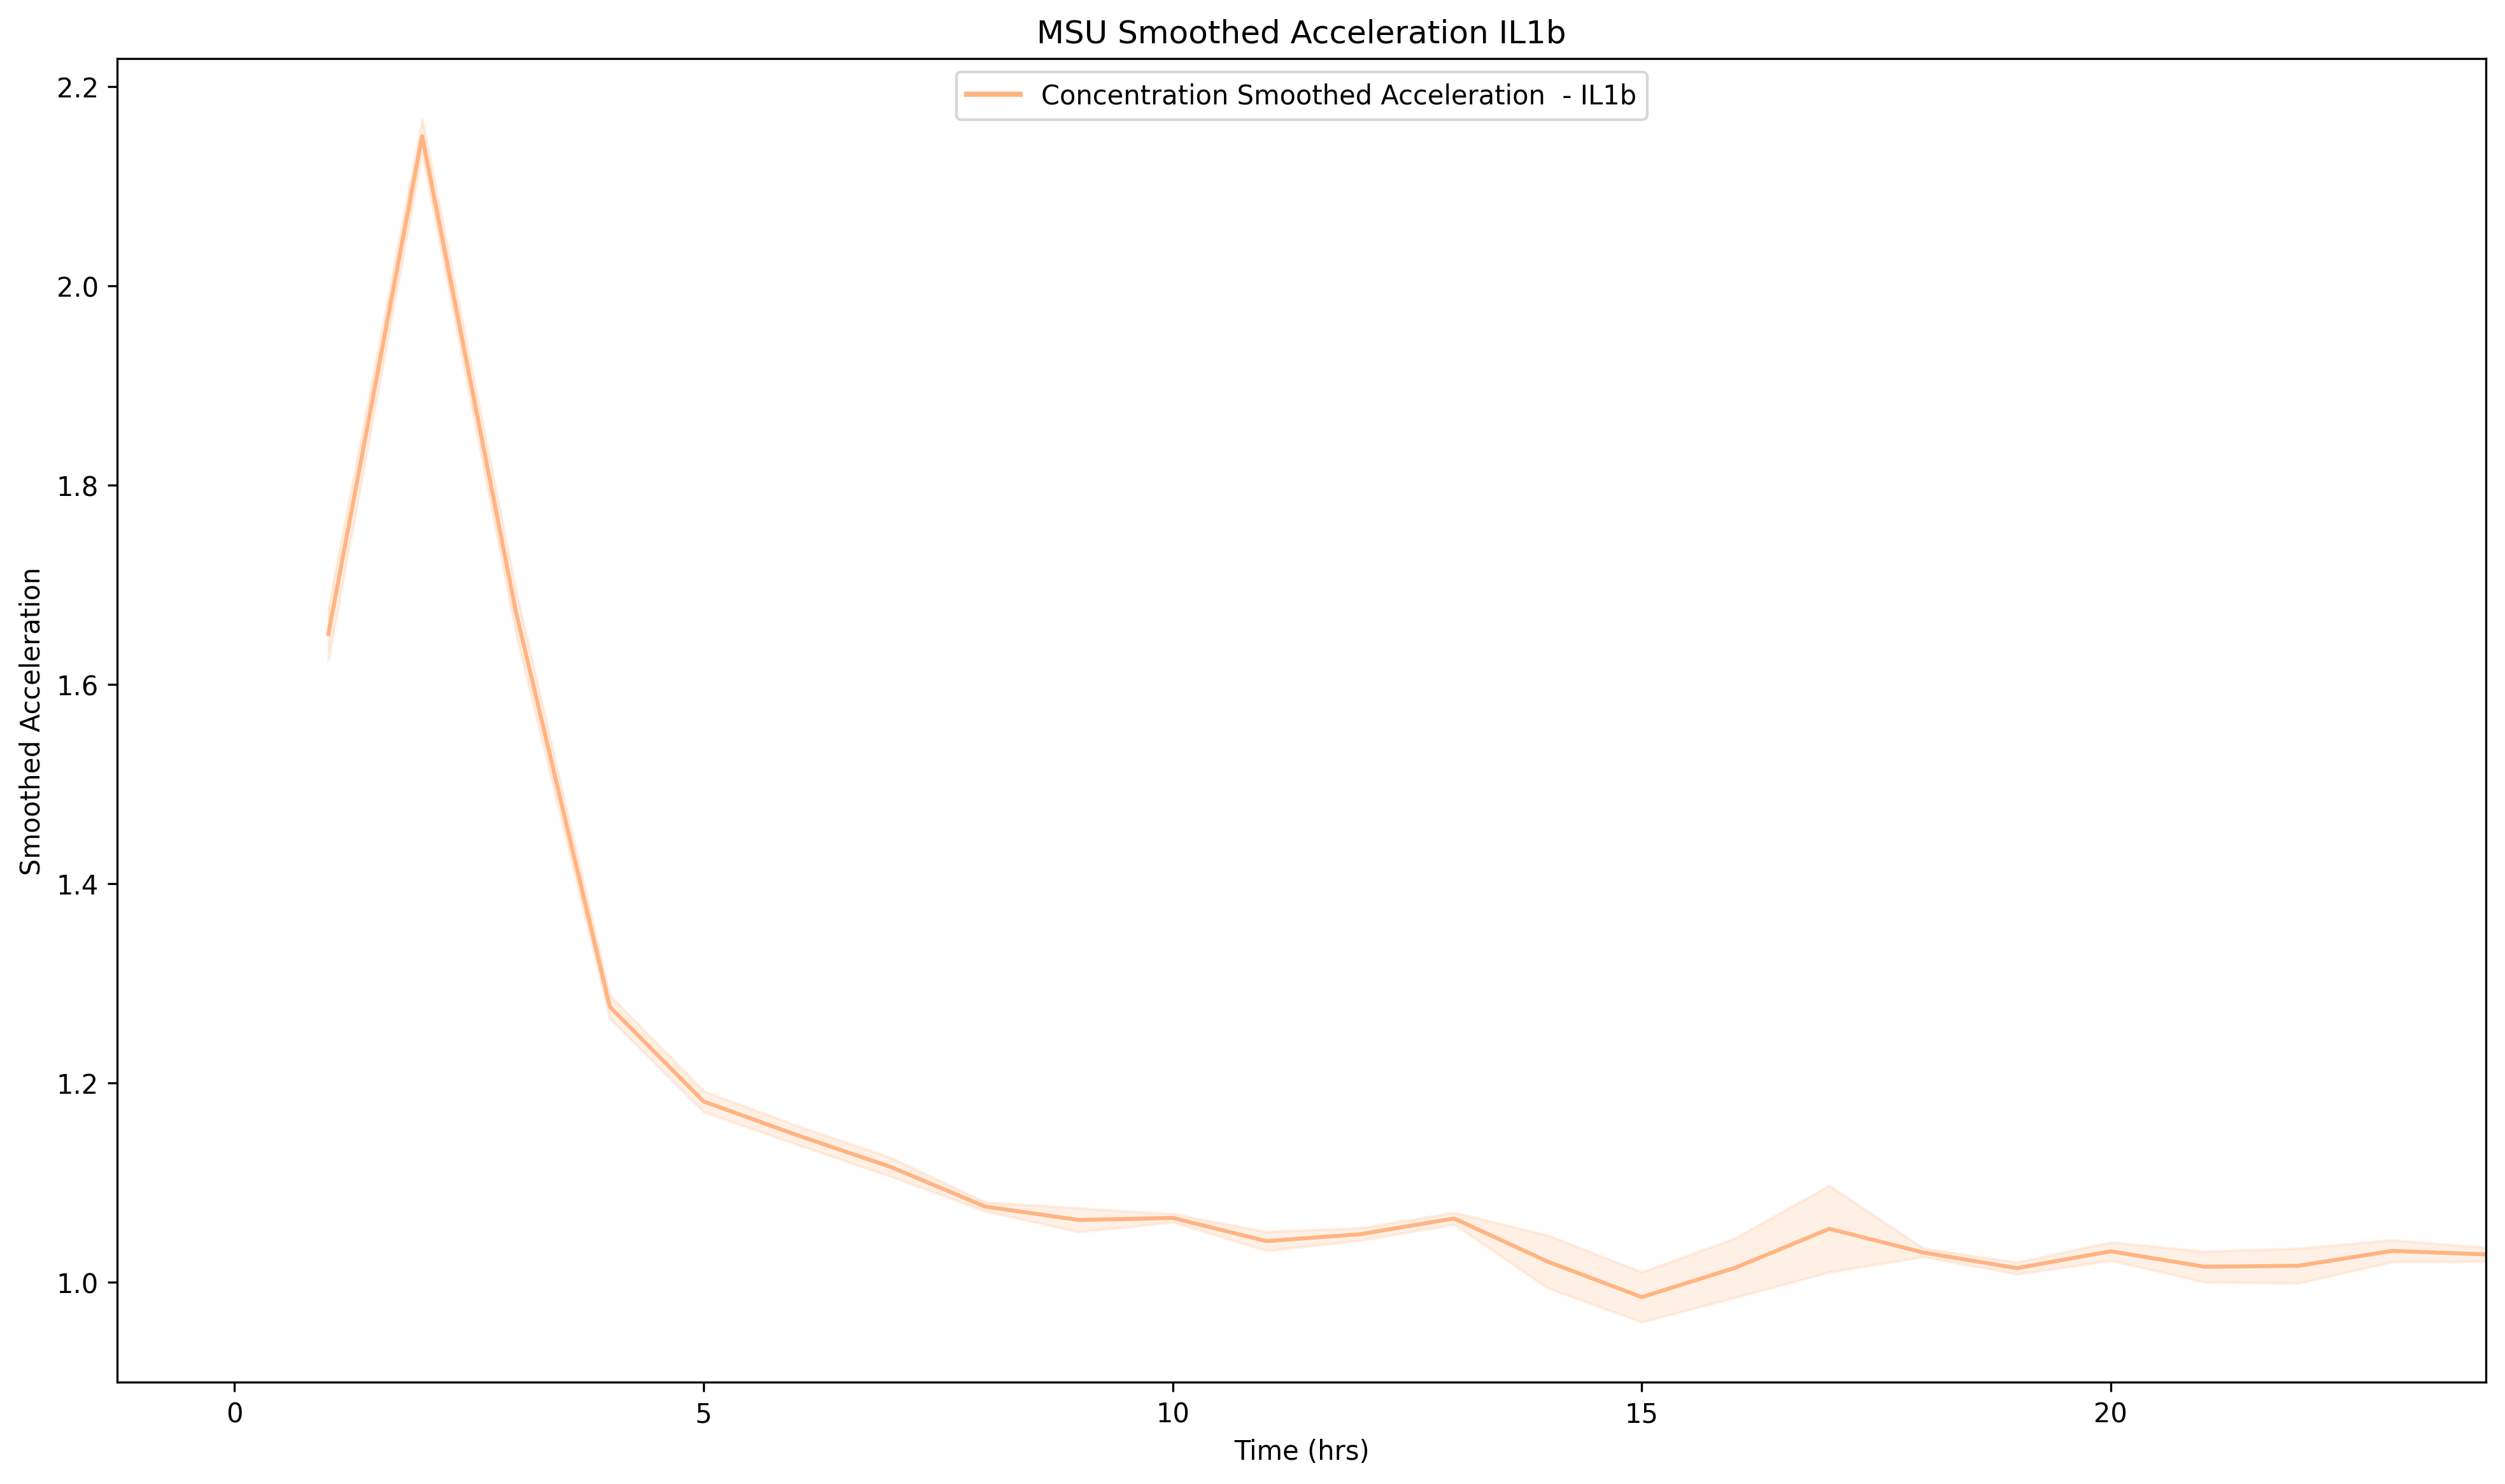 MSU Smoothed Acceleration IL1b
Concentration Smoothed Acceleration  - IL1b
Smoothed Acceleration
2.2
2.0
1.8
1.6
1.4
1.2
1.0
0 5 10 15 20
Time (hrs)